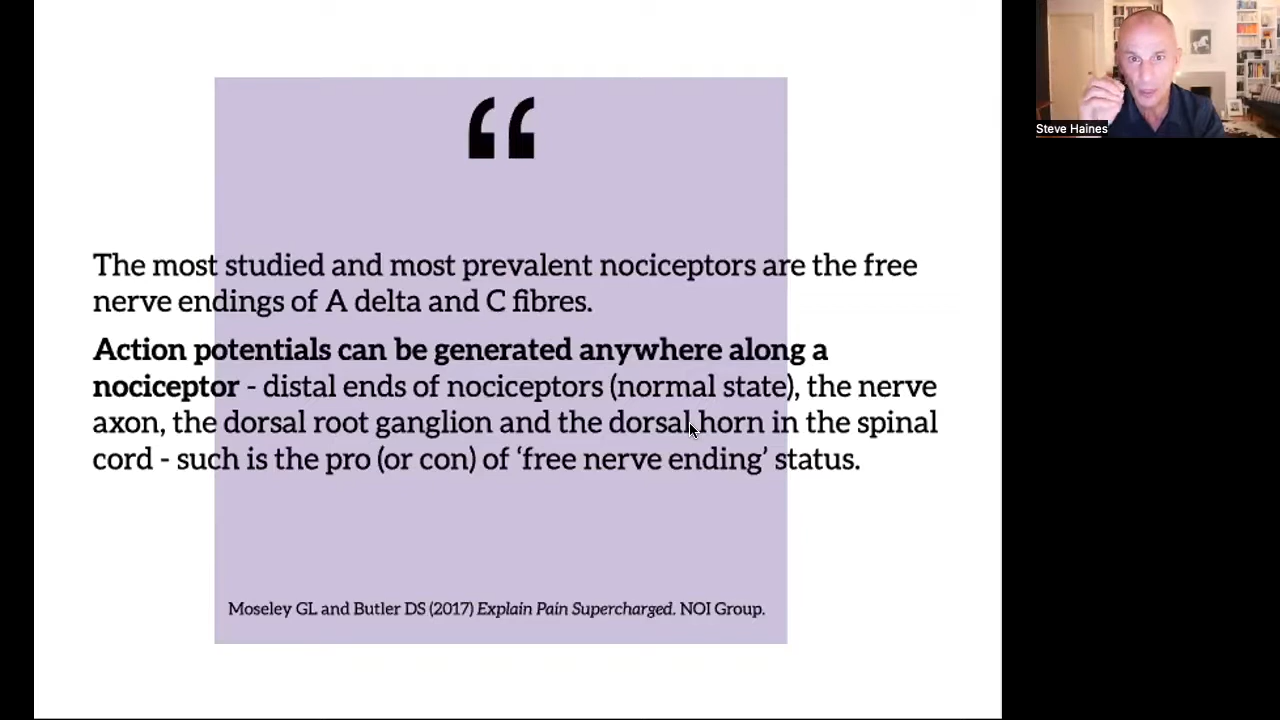 “
The most studied and most prevalent nociceptors are the free
nerve endings of A delta and C fibres.
Action potentials can be generated anywhere along a
nociceptor - distal ends of nociceptors (normal state), the nerve
axon, the dorsal root ganglion and the dorsal horn in the spinal
cord - such is the pro (or con) of ‘free nerve ending’ status.
Moseley GL and Butler DS (2017) Explain Pain Supercharged. NOI Group.
Steve Haines